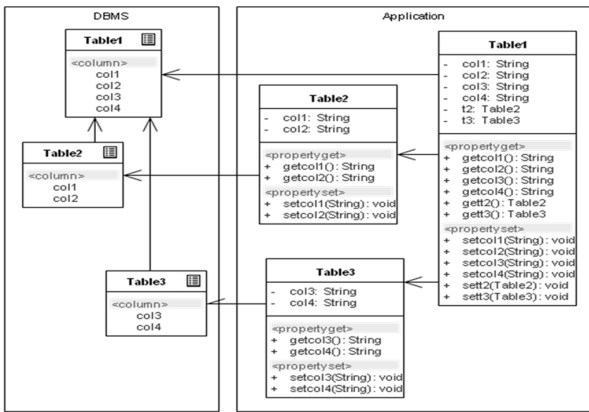 DBMS
Table1
<column>
col1
col2
col3
col4
Table2
<column>
col1
col2
Table3
<column>
col3
col4
Application
Table2
- col1: String
- col2: String
<propertyget>
+ getcol1(): String
+ getcol2(): String
<propertyset>
+ setcol1(String): void
+ setcol2(String): void
Table3
- col3: String
- col4: String
<propertyget>
+ getcol3(): String
+ getcol4(): String
<propertyset>
+ setcol3(String): void
+ setcol4(String): void
Table1
- col1: String
- col2: String
- col3: String
- col4: String
- t2: Table2
- t3: Table3
<propertyget>
+ getcol1(): String
+ getcol2(): String
+ getcol3(): String
+ getcol4(): String
+ gett2(): Table2
+ gett3(): Table3
<propertyset>
+ setcol1(String): void
+ setcol2(String): void
+ setcol3(String): void
+ setcol4(String): void
+ sett2(Table2): void
+ sett3(Table3): void